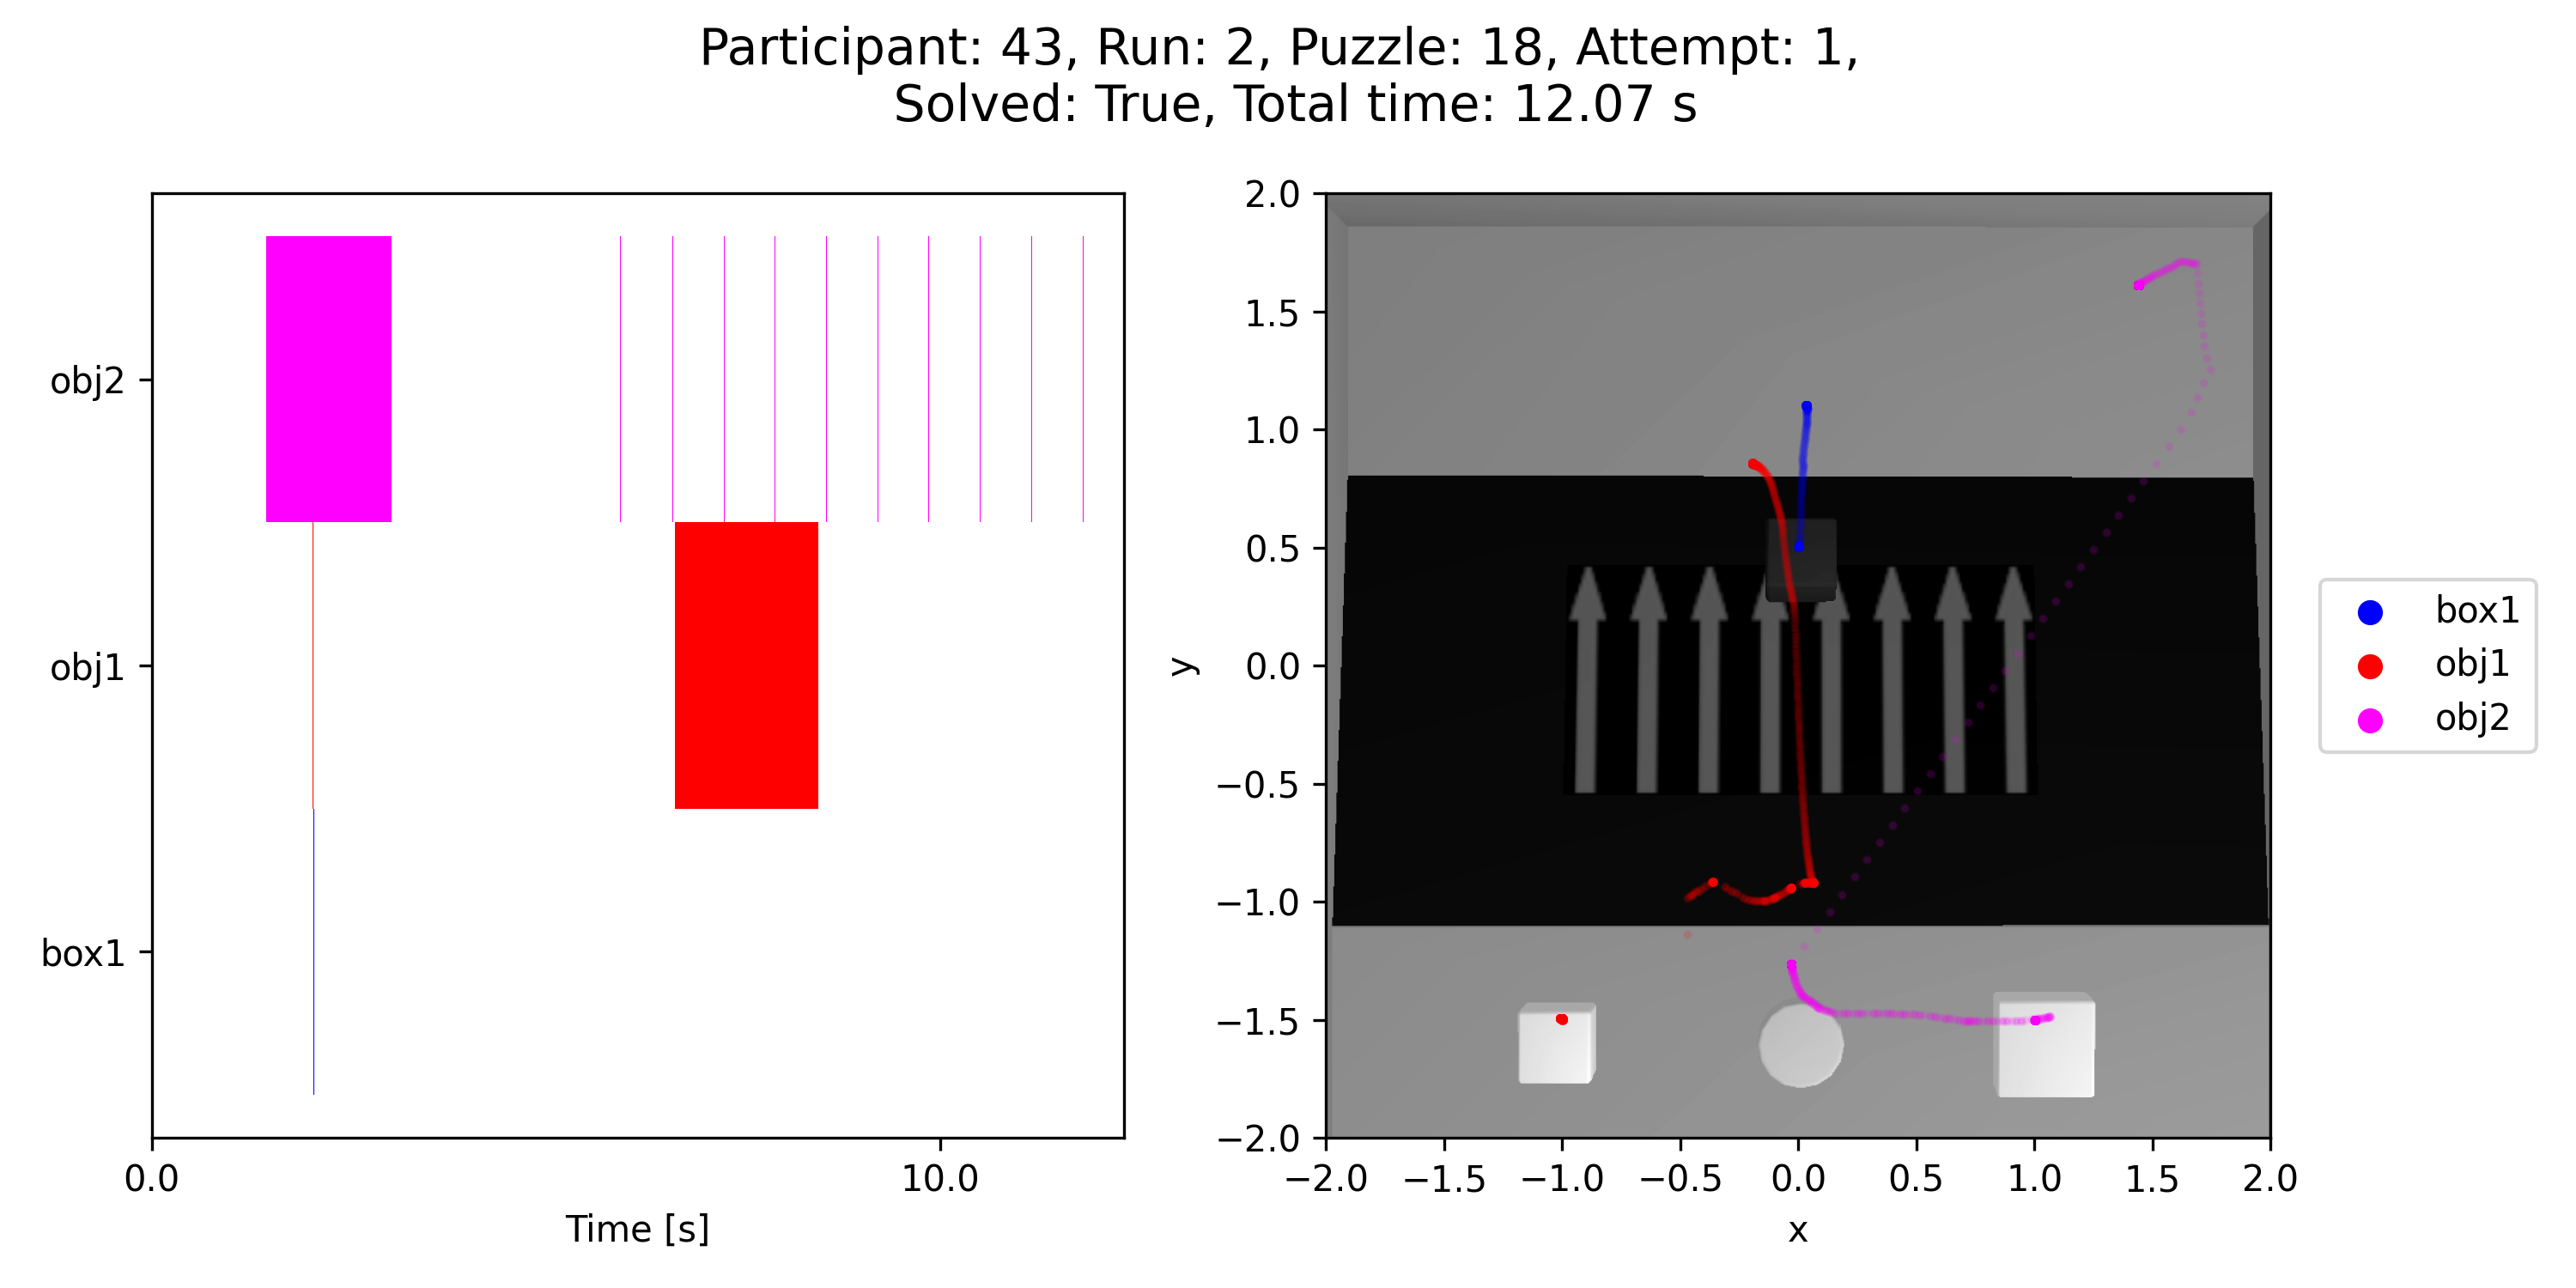 Participant: 43, Run: 2, Puzzle: 18, Attempt: 1,
Solved: True, Total time: 12.07 s
obj2
obj1
box1
0.0
10.0
Time [s]
2.0
1.5
1.0
0.5
0.0
−0.5
−1.0
−1.5
−2.0
y
−2.0 −1.5 −1.0 −0.5 0.0 0.5 1.0 1.5 2.0
x
box1
obj1
obj2